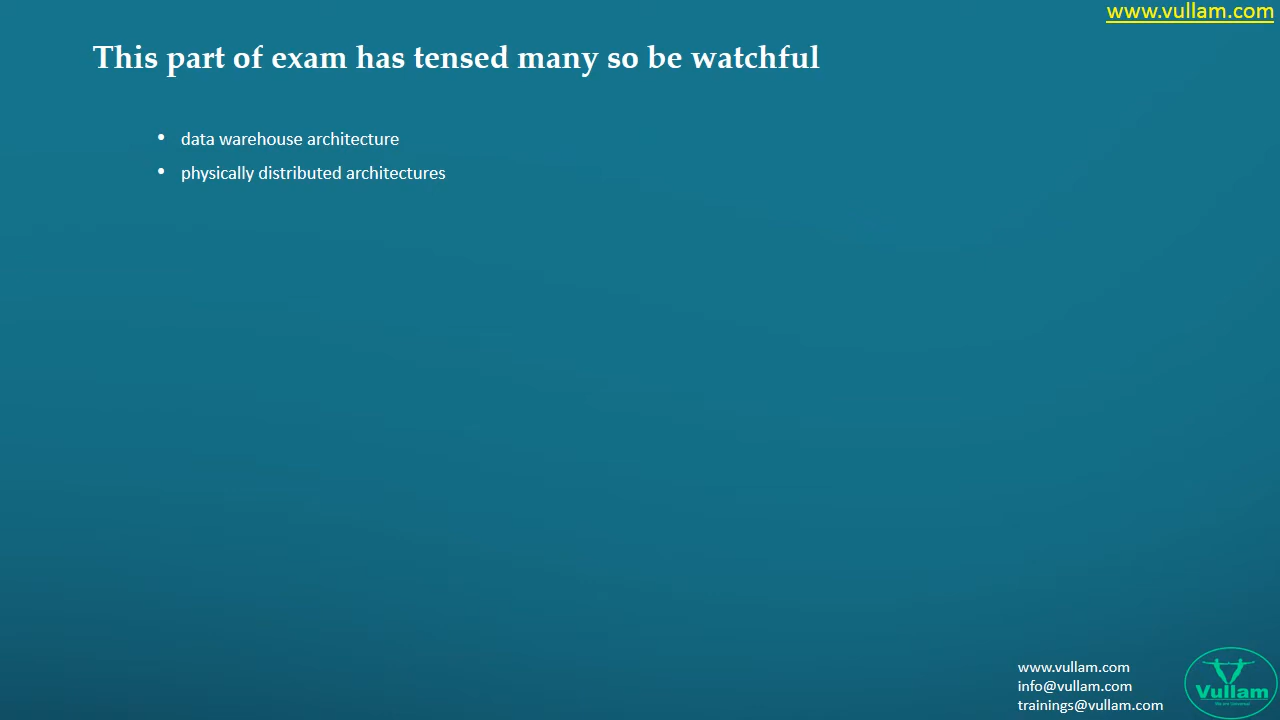 www.vullam.com
This part of exam has tensed many so be watchful
• data warehouse architecture
• physically distributed architectures
www.vullam.com
info@vullam.com
trainings@vullam.com
Vullam